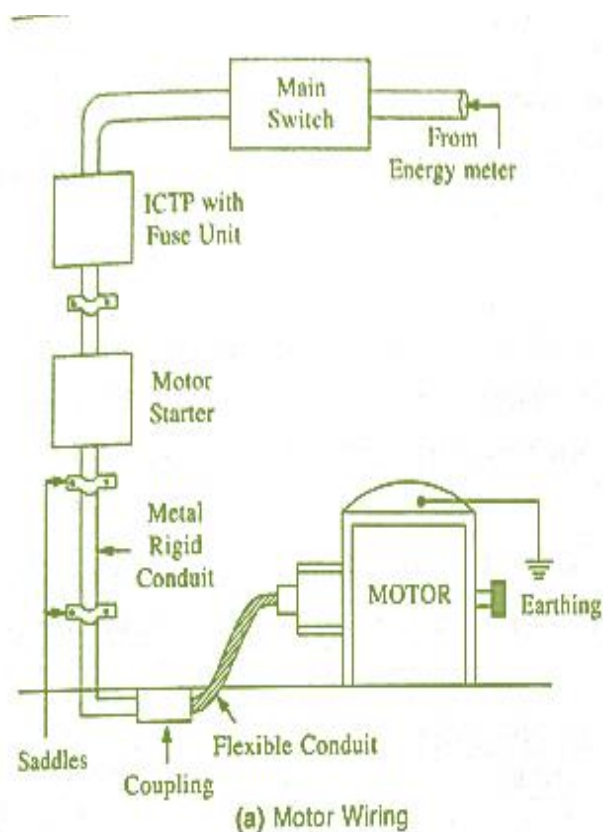 Main
Switch
From
Energy meter
ICTP with
Fuse Unit
Motor
Starter
Metal
Rigid
Conduit
MOTOR
Earthing
Saddles
Coupling
Flexible Conduit
(a) Motor Wiring